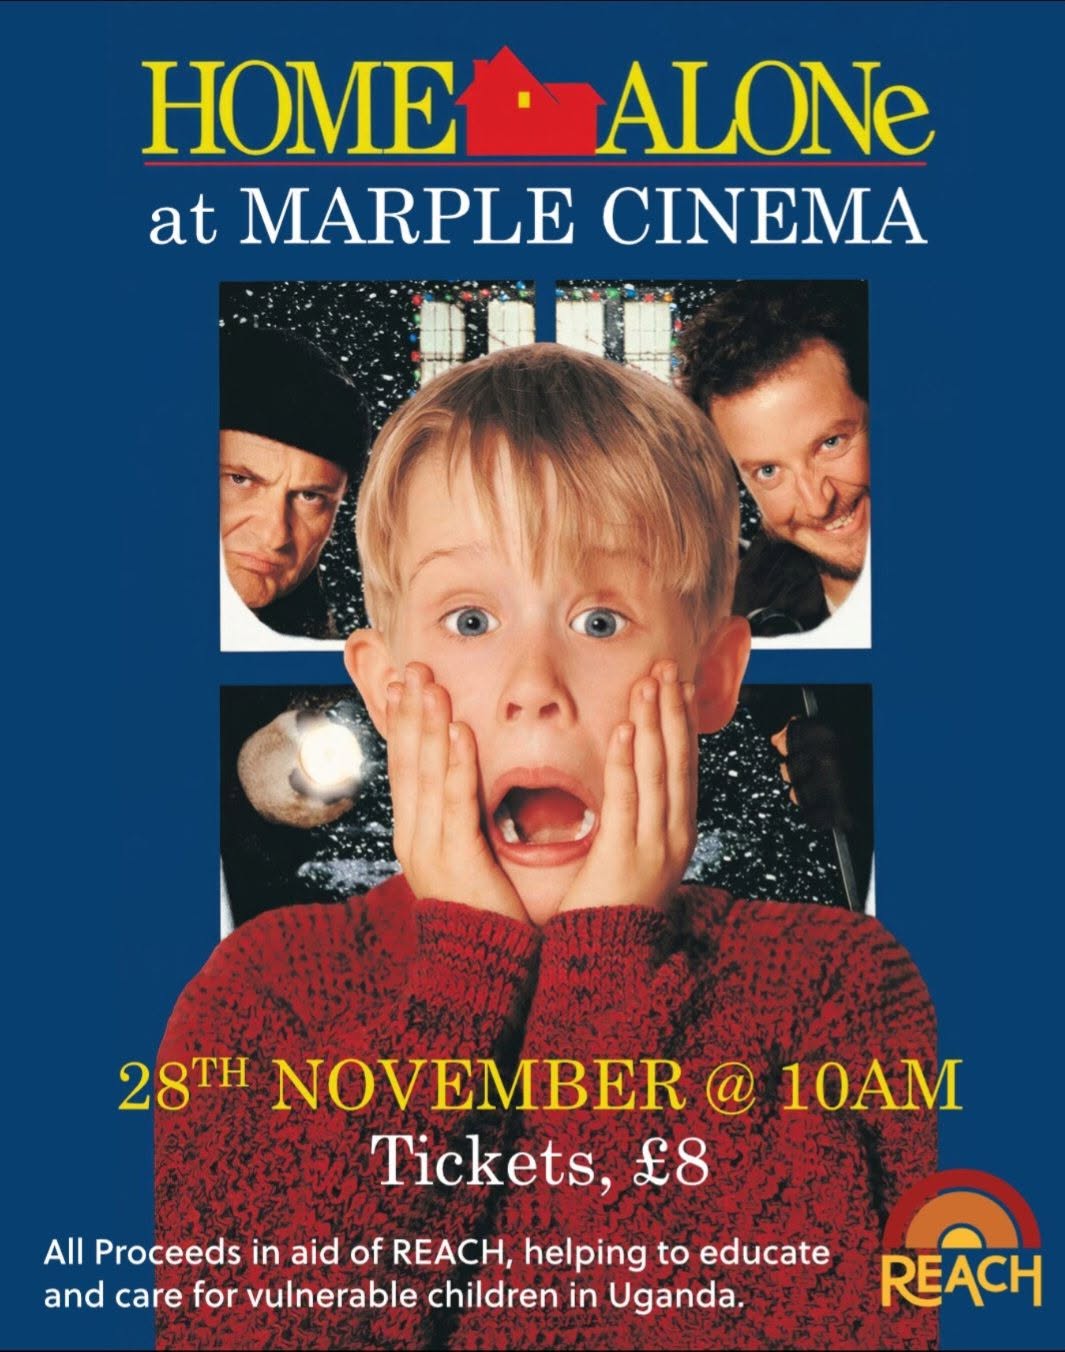 HOME ALONe
at MARPLE CINEMA
28TH NOVEMBER @ 10AM
Tickets, £8
All Proceeds in aid of REACH, helping to educate
and care for vulnerable children in Uganda.
REACH